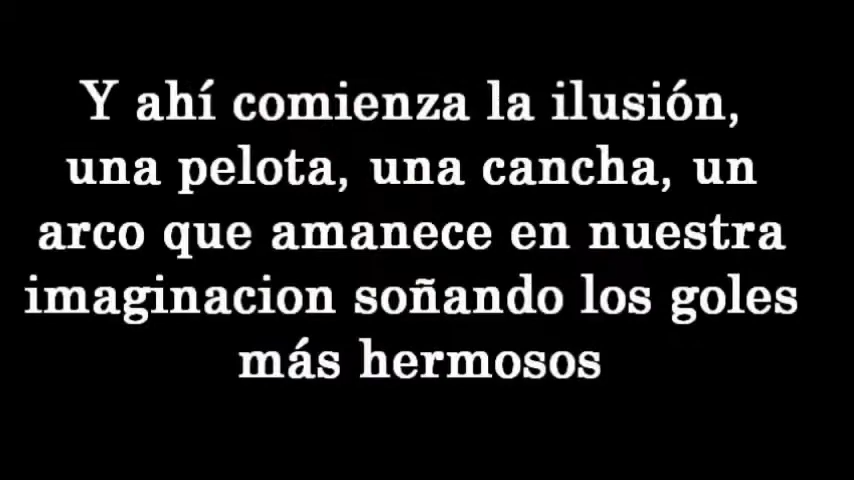 Y ahí comienza la ilusión,
una pelota, una cancha, un
arco que amanece en nuestra
imaginacion soñando los goles
más hermosos